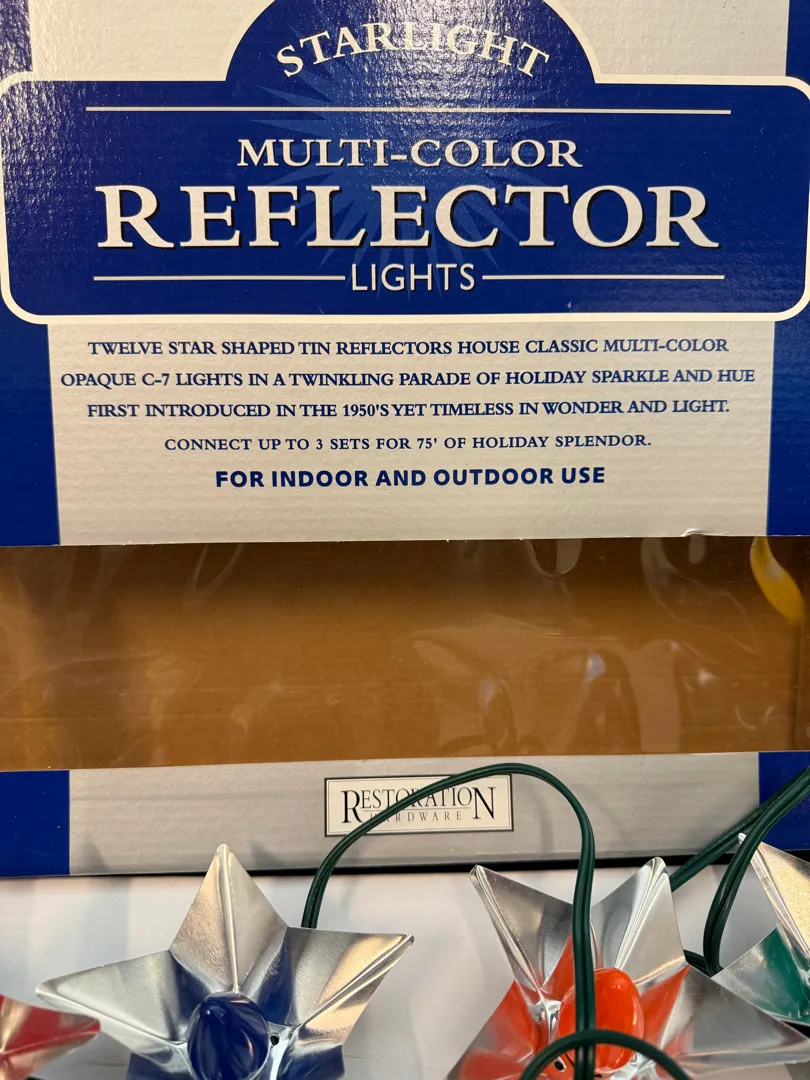 STARLIGHT
MULTI-COLOR
REFLECTOR
LIGHTS
TWELVE STAR SHAPED TIN REFLECTORS HOUSE CLASSIC MULTI-COLOR
OPAQUE C-7 LIGHTS IN A TWINKLING PARADE OF HOLIDAY SPARKLE AND HUE
FIRST INTRODUCED IN THE 1950'S YET TIMELESS IN WONDER AND LIGHT.
CONNECT UP TO 3 SETS FOR 75' OF HOLIDAY SPLENDOR.
FOR INDOOR AND OUTDOOR USE
RESTORATION
HARDWARE